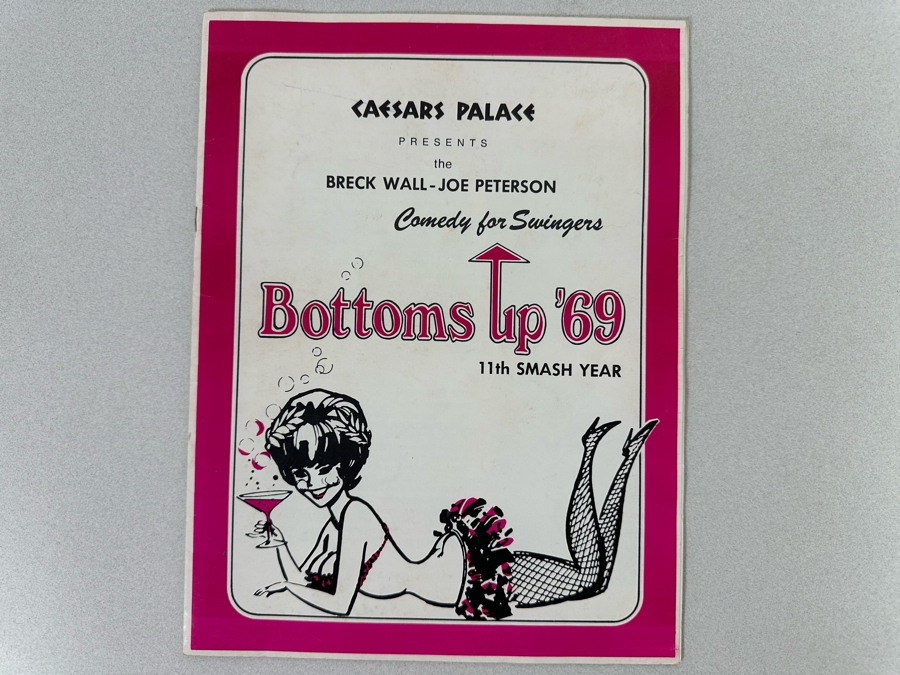 CAESARS PALACE
PRESENTS
the
BRECK WALL-JOE PETERSON
Comedy for Swingers
Bottoms up '69
11th SMASH YEAR